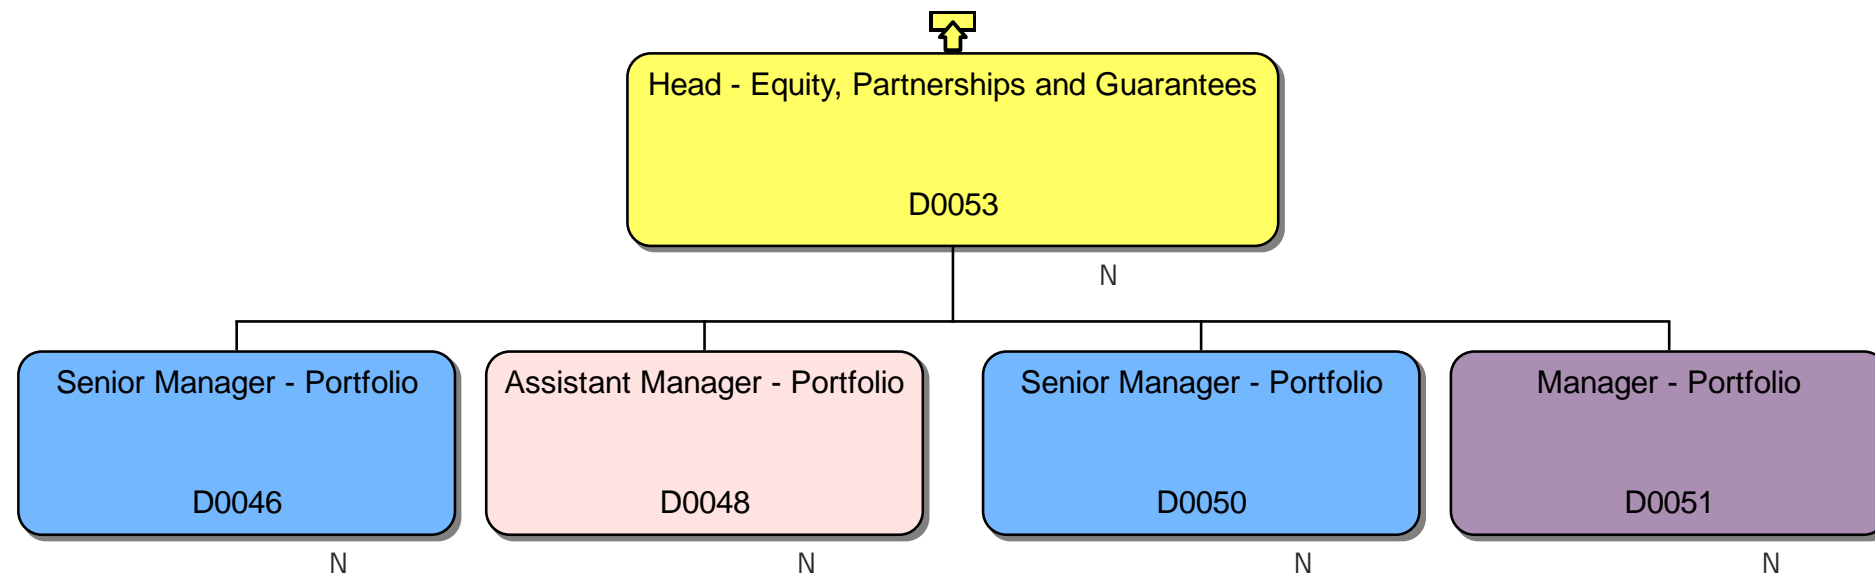 Head - Equity, Partnerships and Guarantees
D0053
N
Senior Manager - Portfolio
D0046
N
Assistant Manager - Portfolio
D0048
N
Senior Manager - Portfolio
D0050
N
Manager - Portfolio
D0051
N